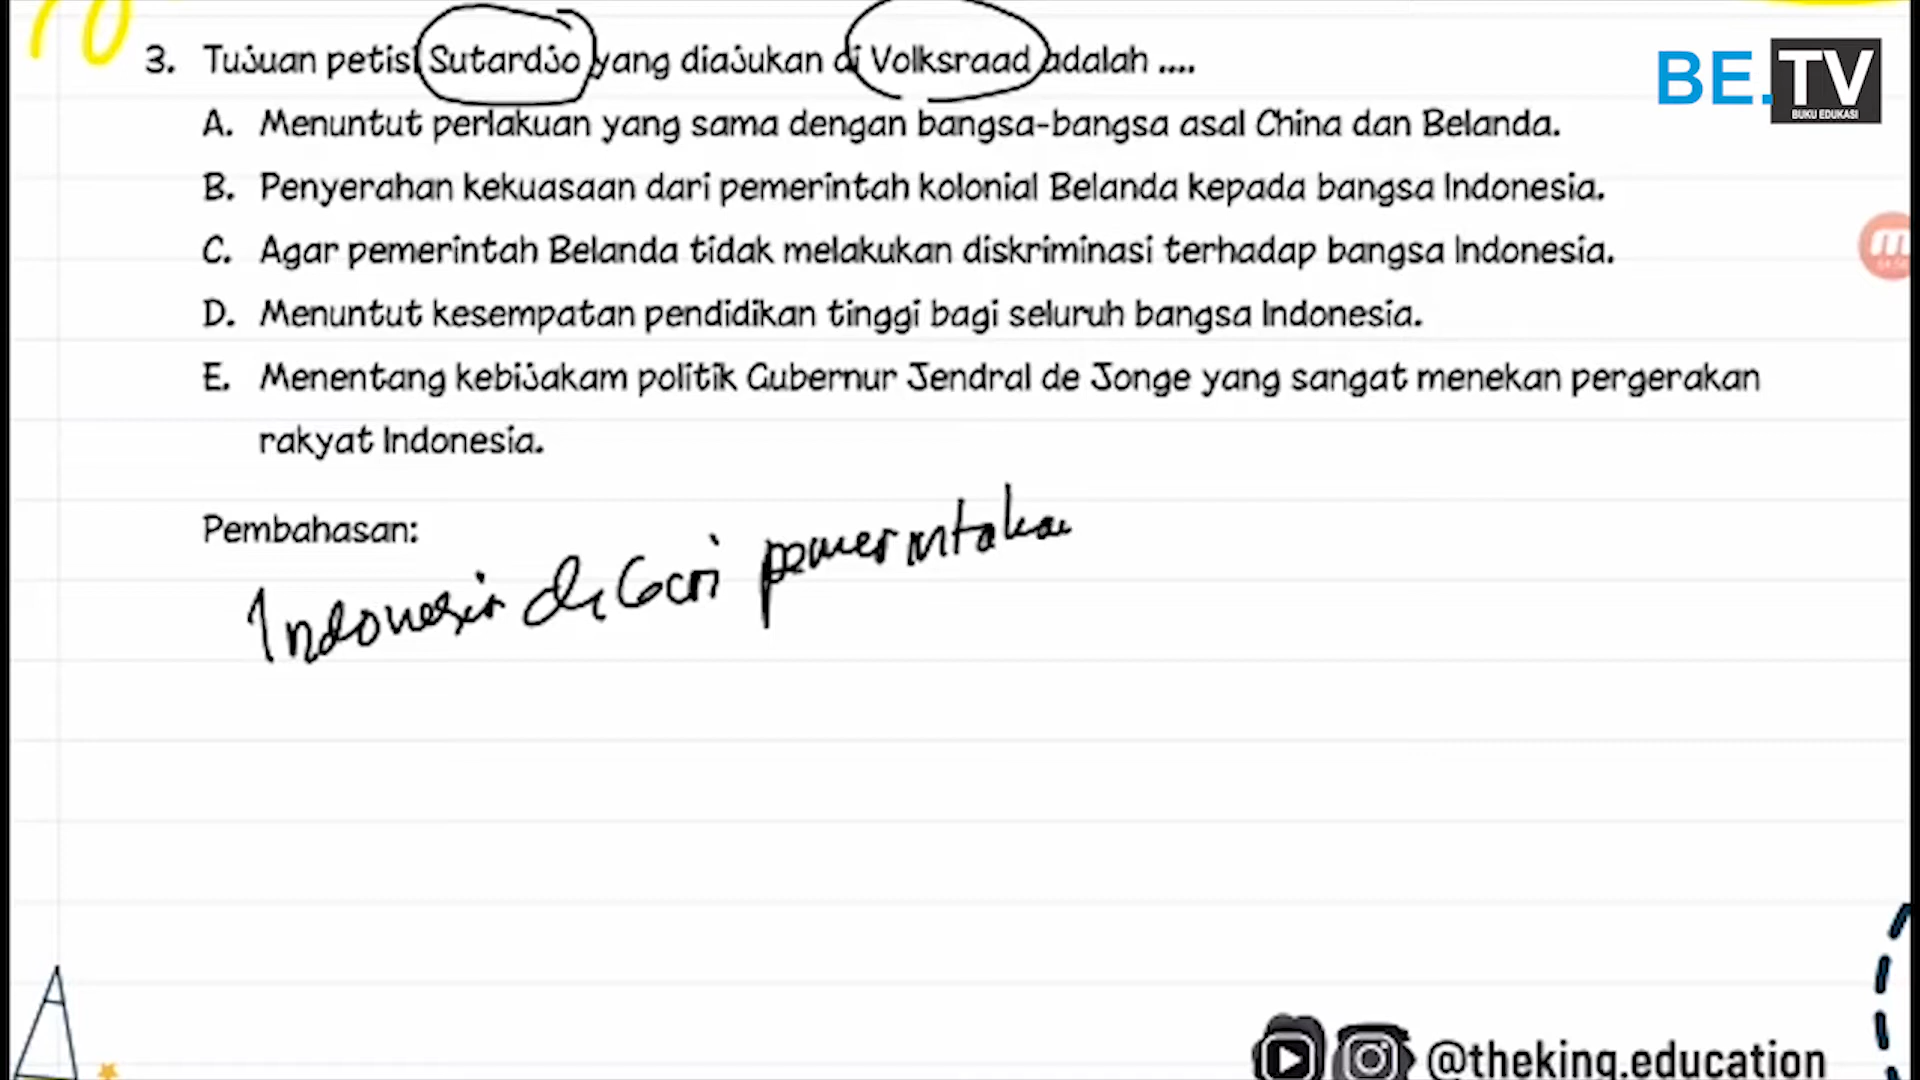 3. Tujuan petisi Sutardjo yang diajukan di Volksraad adalah ....
A. Menuntut perlakuan yang sama dengan bangsa-bangsa asal China dan Belanda.
B. Penyerahan kekuasaan dari pemerintah kolonial Belanda kepada bangsa Indonesia.
C. Agar pemerintah Belanda tidak melakukan diskriminasi terhadap bangsa Indonesia.
D. Menuntut kesempatan pendidikan tinggi bagi seluruh bangsa Indonesia.
E. Menentang kebijakam politik Gubernur Jendral de Jonge yang sangat menekan pergerakan
rakyat Indonesia.
Pembahasan:
Indonesia diberi
BE.TV
BUKU EDUKASI
@theking.education